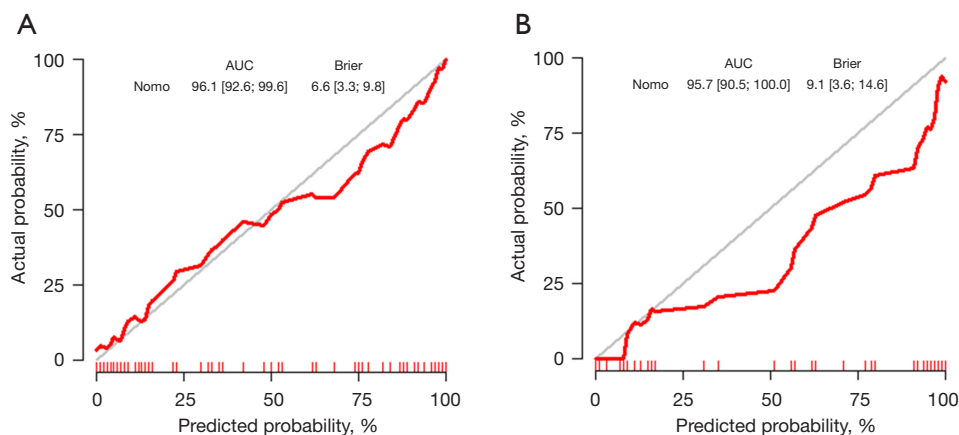 A
AUC Brier
Nomo 96.1 [92.6; 99.6] 6.6 [3.3; 9.8]
Actual probability, %
100
75
50
25
0
0 25 50 75 100
Predicted probability, %
B
AUC Brier
Nomo 95.7 [90.5; 100.0] 9.1 [3.6; 14.6]
Actual probability, %
100
75
50
25
0
0 25 50 75 100
Predicted probability, %